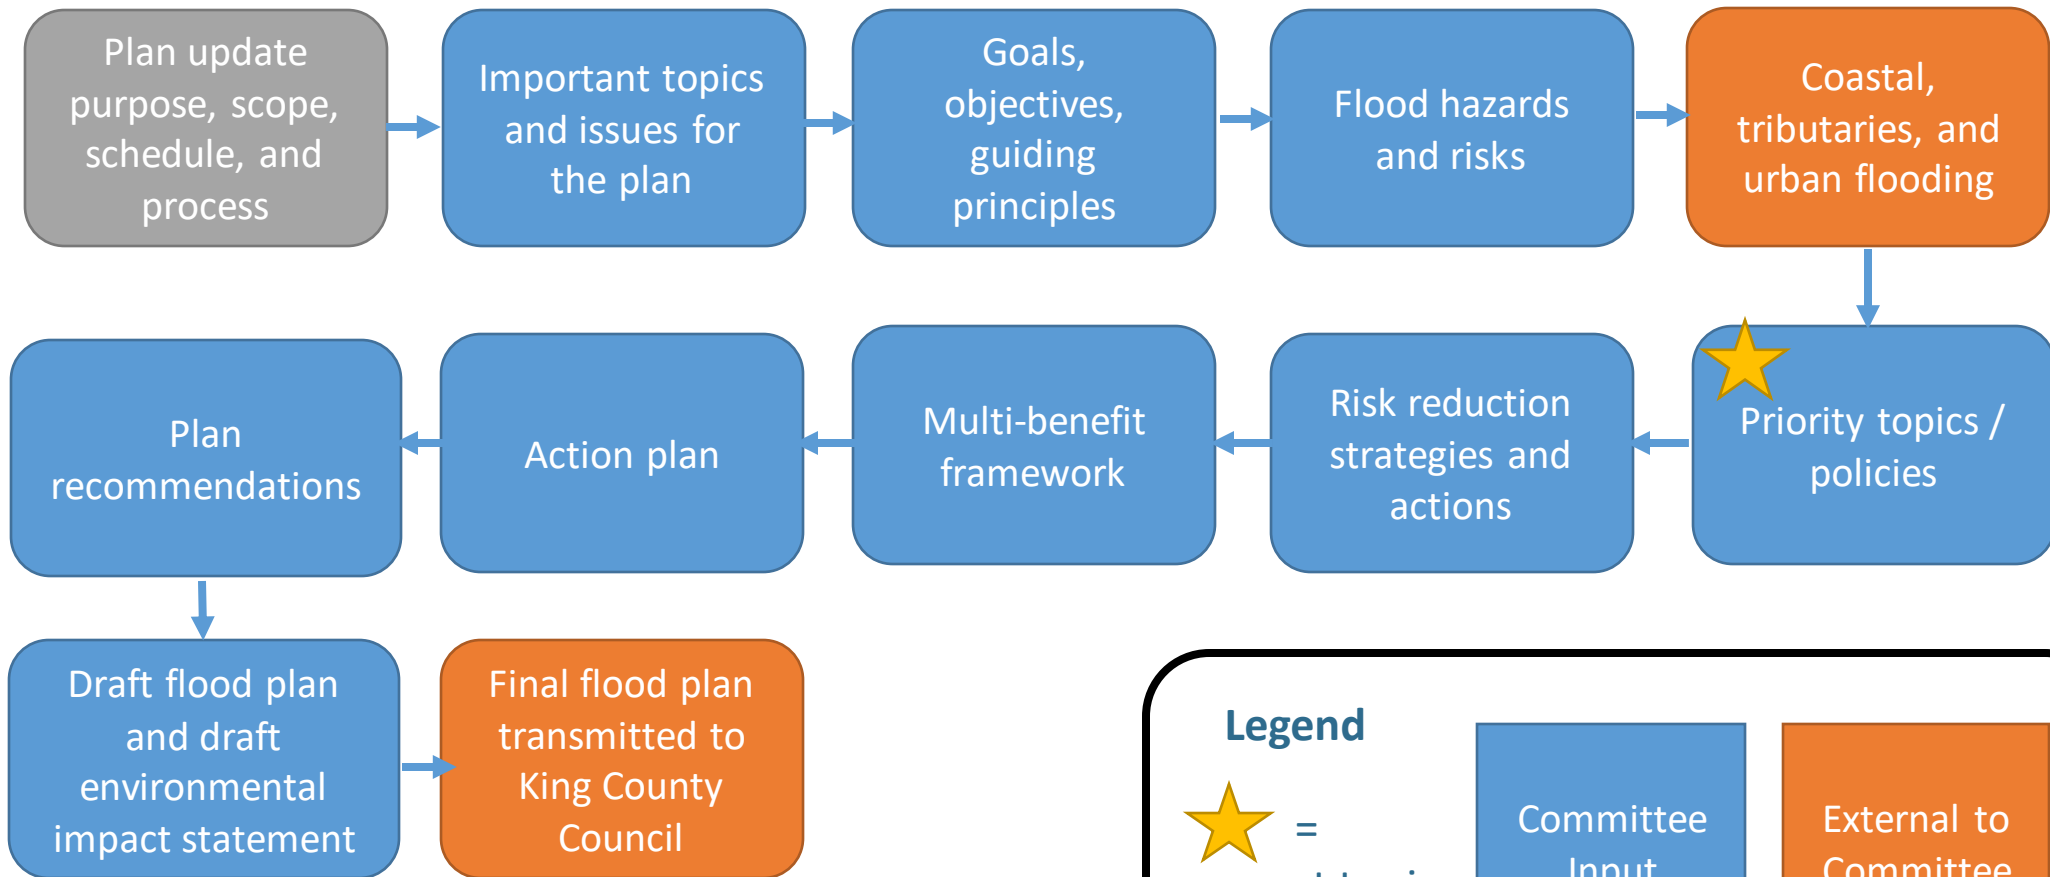 Plan update
purpose, scope,
schedule, and
process
Important topics
and issues for
the plan
Goals,
objectives,
guiding
principles
Flood hazards
and risks
Coastal,
tributaries, and
urban flooding
Priority topics /
policies
Risk reduction
strategies and
actions
Multi-benefit
framework
Action plan
Plan
recommendations
Draft flood plan
and draft
environmental
impact statement
Final flood plan
transmitted to
King County
Council
Legend
=
Committee
Input
External to
Committee